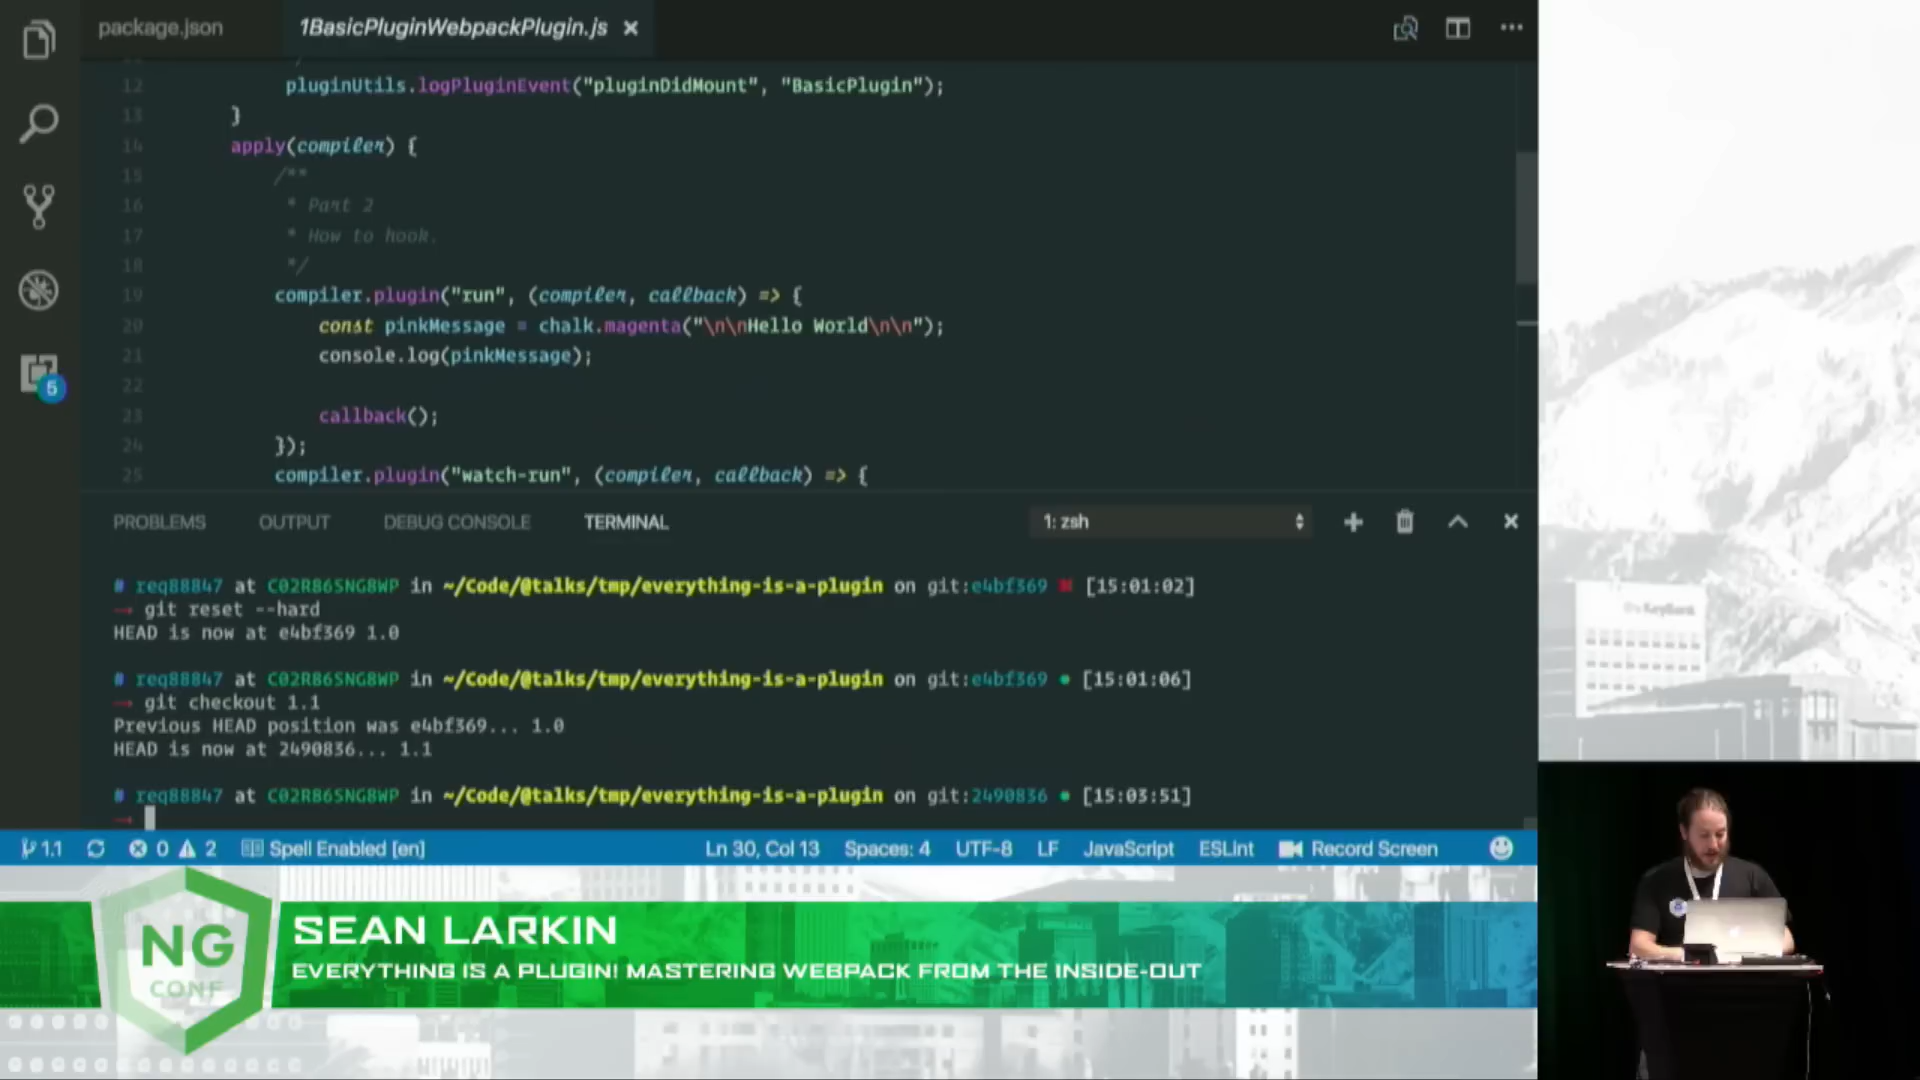 package.json
1BasicPluginWebpackPlugin.js
12 pluginUtils.logPluginEvent("pluginDidMount", "BasicPlugin");
13 }
14 apply(compiler) {
15 /**
16 * Part 2
17 * How to hook.
18 */
19 compiler.plugin("run", (compiler, callback) => {
20 const pinkMessage = chalk.magenta("\n\nHello World\n\n");
21 console.log(pinkMessage);
22
23 callback();
24 });
25 compiler.plugin("watch-run", (compiler, callback) => {
5
PROBLEMS OUTPUT DEBUG CONSOLE TERMINAL 1: zsh
# req88847 at C02R865NG8WP in ~/Code/@talks/tmp/everything-is-a-plugin on git:e4bf369 [15:01:02]
→ git reset --hard
HEAD is now at e4bf369 1.0
# req88847 at C02R865NG8WP in ~/Code/@talks/tmp/everything-is-a-plugin on git:e4bf369 [15:01:06]
→ git checkout 1.1
Previous HEAD position was e4bf369... 1.0
HEAD is now at 2490836... 1.1
# req88847 at C02R865NG8WP in ~/Code/@talks/tmp/everything-is-a-plugin on git:2490836 [15:03:51]
→
1.1 0 2 Spell Enabled [en] Ln 30, Col 13 Spaces: 4 UTF-8 LF JavaScript ESLint Record Screen
NG
CONF
SEAN LARKIN
EVERYTHING IS A PLUGIN! MASTERING WEBPACK FROM THE INSIDE-OUT
KeyBank